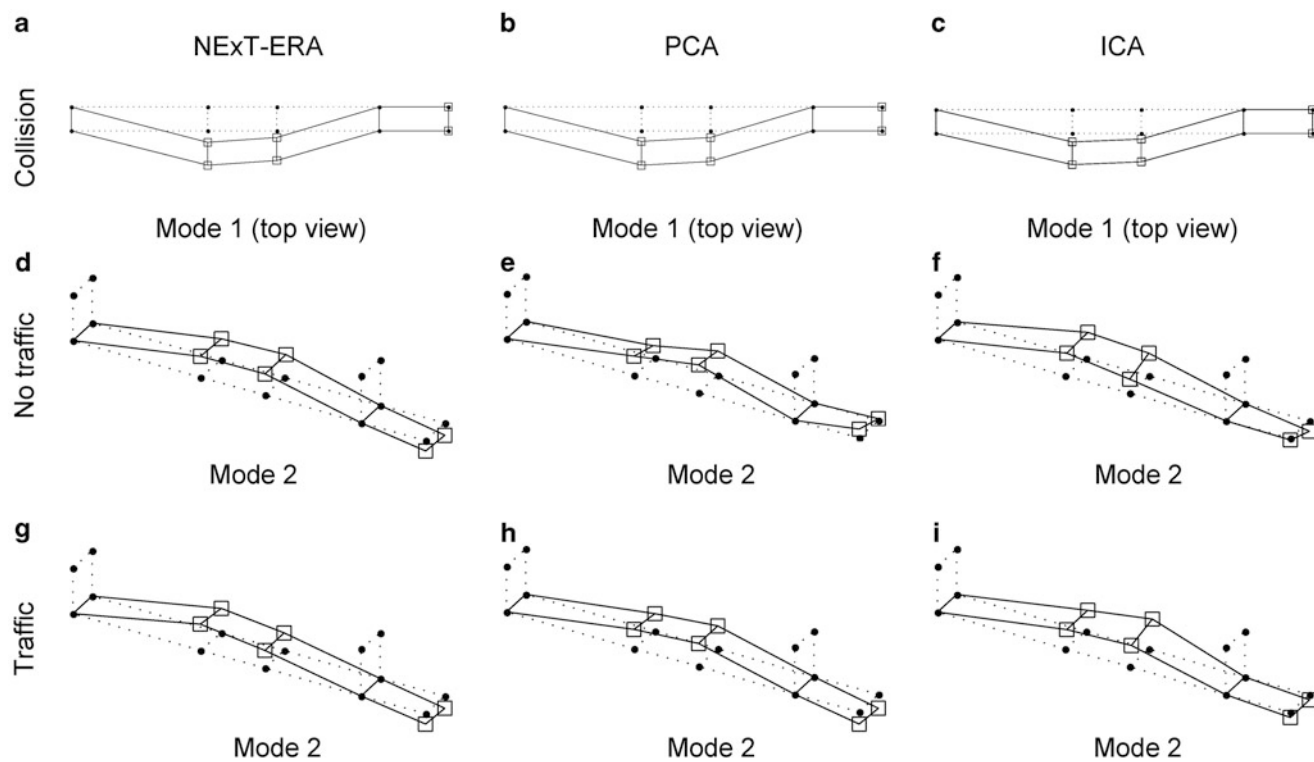 a
b
c
NExT-ERA
PCA
ICA
Collision
Mode 1 (top view)
Mode 1 (top view)
Mode 1 (top view)
d
e
f
No traffic
Mode 2
Mode 2
Mode 2
g
h
i
Traffic
Mode 2
Mode 2
Mode 2